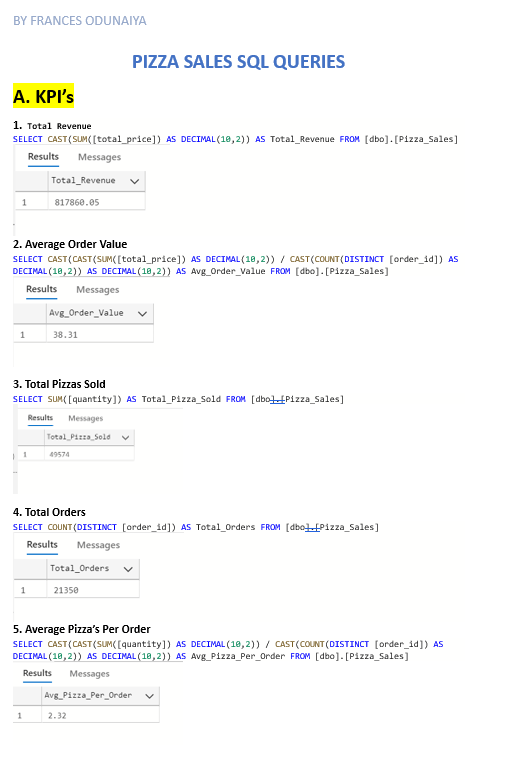 BY FRANCES ODUNAIYA
PIZZA SALES SQL QUERIES
A. KPI's
1. Total Revenue
SELECT CAST(SUM([total_price]) AS DECIMAL(10,2)) AS Total_Revenue FROM [dbo].[Pizza_Sales]
Results Messages
Total_Revenue
1 817860.05
2. Average Order Value
SELECT CAST(CAST(SUM([total_price]) AS DECIMAL(10,2)) / CAST(COUNT(DISTINCT [order_id]) AS
DECIMAL(10,2)) AS DECIMAL(10,2)) AS Avg_Order_Value FROM [dbo].[Pizza_Sales]
Results Messages
Avg_Order_Value
1 38.31
3. Total Pizzas Sold
SELECT SUM([quantity]) AS Total_Pizza_Sold FROM [dbo].[Pizza_Sales]
Results Messages
Total_Pizza_Sold
1 49574
4. Total Orders
SELECT COUNT(DISTINCT [order_id]) AS Total_Orders FROM [dbo].[Pizza_Sales]
Results Messages
Total_Orders
1 21350
5. Average Pizza's Per Order
SELECT CAST(CAST(SUM([quantity]) AS DECIMAL(10,2)) / CAST(COUNT(DISTINCT [order_id]) AS
DECIMAL(10,2)) AS DECIMAL(10,2)) AS Avg_Pizza_Per_Order FROM [dbo].[Pizza_Sales]
Results Messages
Avg_Pizza_Per_Order
1 2.32